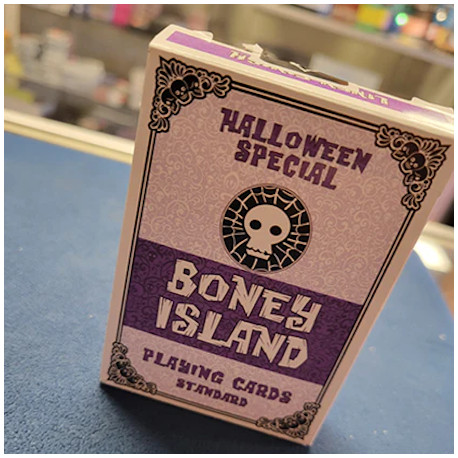 HALLOWEEN
SPECIAL
BONEY
ISLAND
PLAYING CARDS
STANDARD